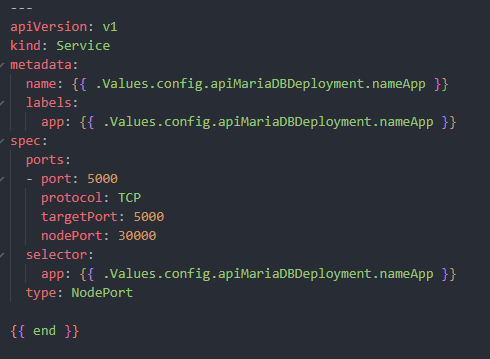 ---
apiVersion: v1
kind: Service
metadata:
  name: {{ .Values.config.apiMariaDBDeployment.nameApp }}
  labels:
    app: {{ .Values.config.apiMariaDBDeployment.nameApp }}
spec:
  ports:
  - port: 5000
    protocol: TCP
    targetPort: 5000
    nodePort: 30000
  selector:
    app: {{ .Values.config.apiMariaDBDeployment.nameApp }}
  type: NodePort

{{ end }}